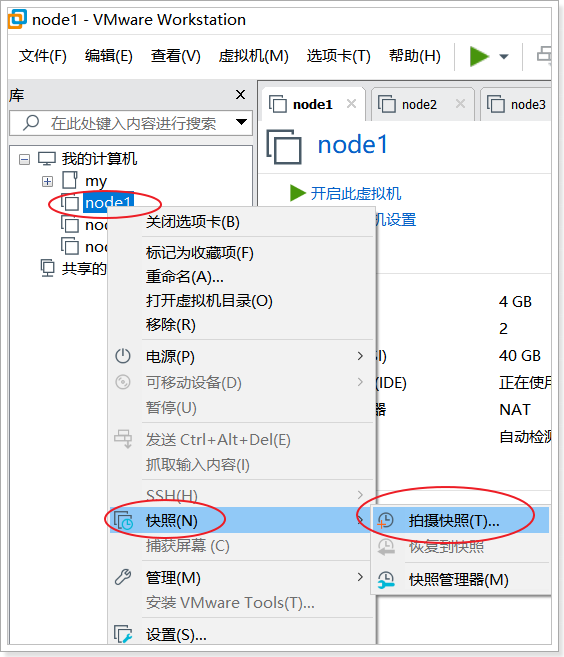 node1 - VMware Workstation
文件(F) 编辑(E) 查看(V) 虚拟机(M) 选项卡(T) 帮助(H)
库
在此处键入内容进行搜索
我的计算机
my
node1
共享的
node1
node2
node3
node1
开启此虚拟机
机设置
4 GB
2
40 GB
(IDE)
正在使用
器
NAT
自动检测
关闭选项卡(B)
标记为收藏项(F)
重命名(A)...
打开虚拟机目录(O)
移除(R)
电源(P)
可移动设备(D)
暂停(U)
发送 Ctrl+Alt+Del(E)
抓取输入内容(I)
SSH(H)
快照(N)
捕获屏幕 (C)
管理(M)
安装 VMware Tools(T)...
设置(S)...
拍摄快照(T)...
恢复到快照
快照管理器(M)